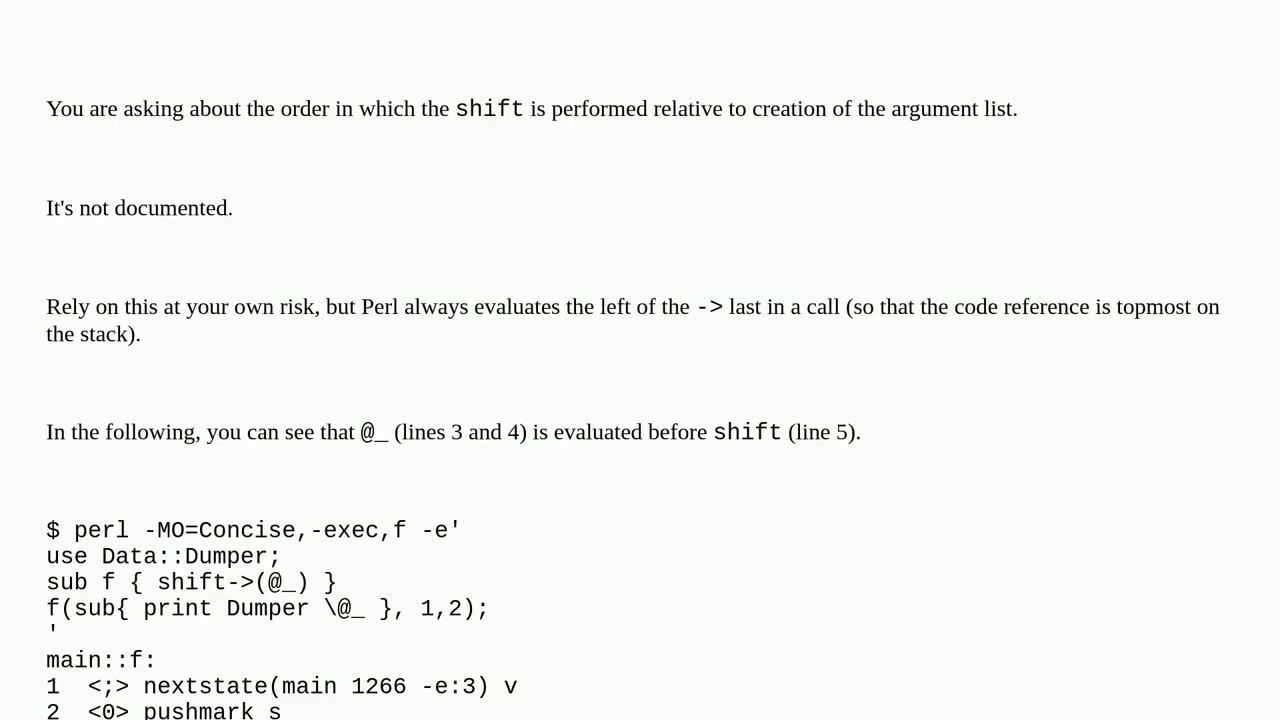 You are asking about the order in which the shift is performed relative to creation of the argument list.
It's not documented.
Rely on this at your own risk, but Perl always evaluates the left of the -> last in a call (so that the code reference is topmost on
the stack).
In the following, you can see that @_ (lines 3 and 4) is evaluated before shift (line 5).
$ perl -MO=Concise,-exec,f -e'
use Data::Dumper;
sub f { shift->(@_) }
f(sub{ print Dumper \@_ }, 1,2);
'
main::f:
1  <;> nextstate(main 1266 -e:3) v
2  <0> pushmark s